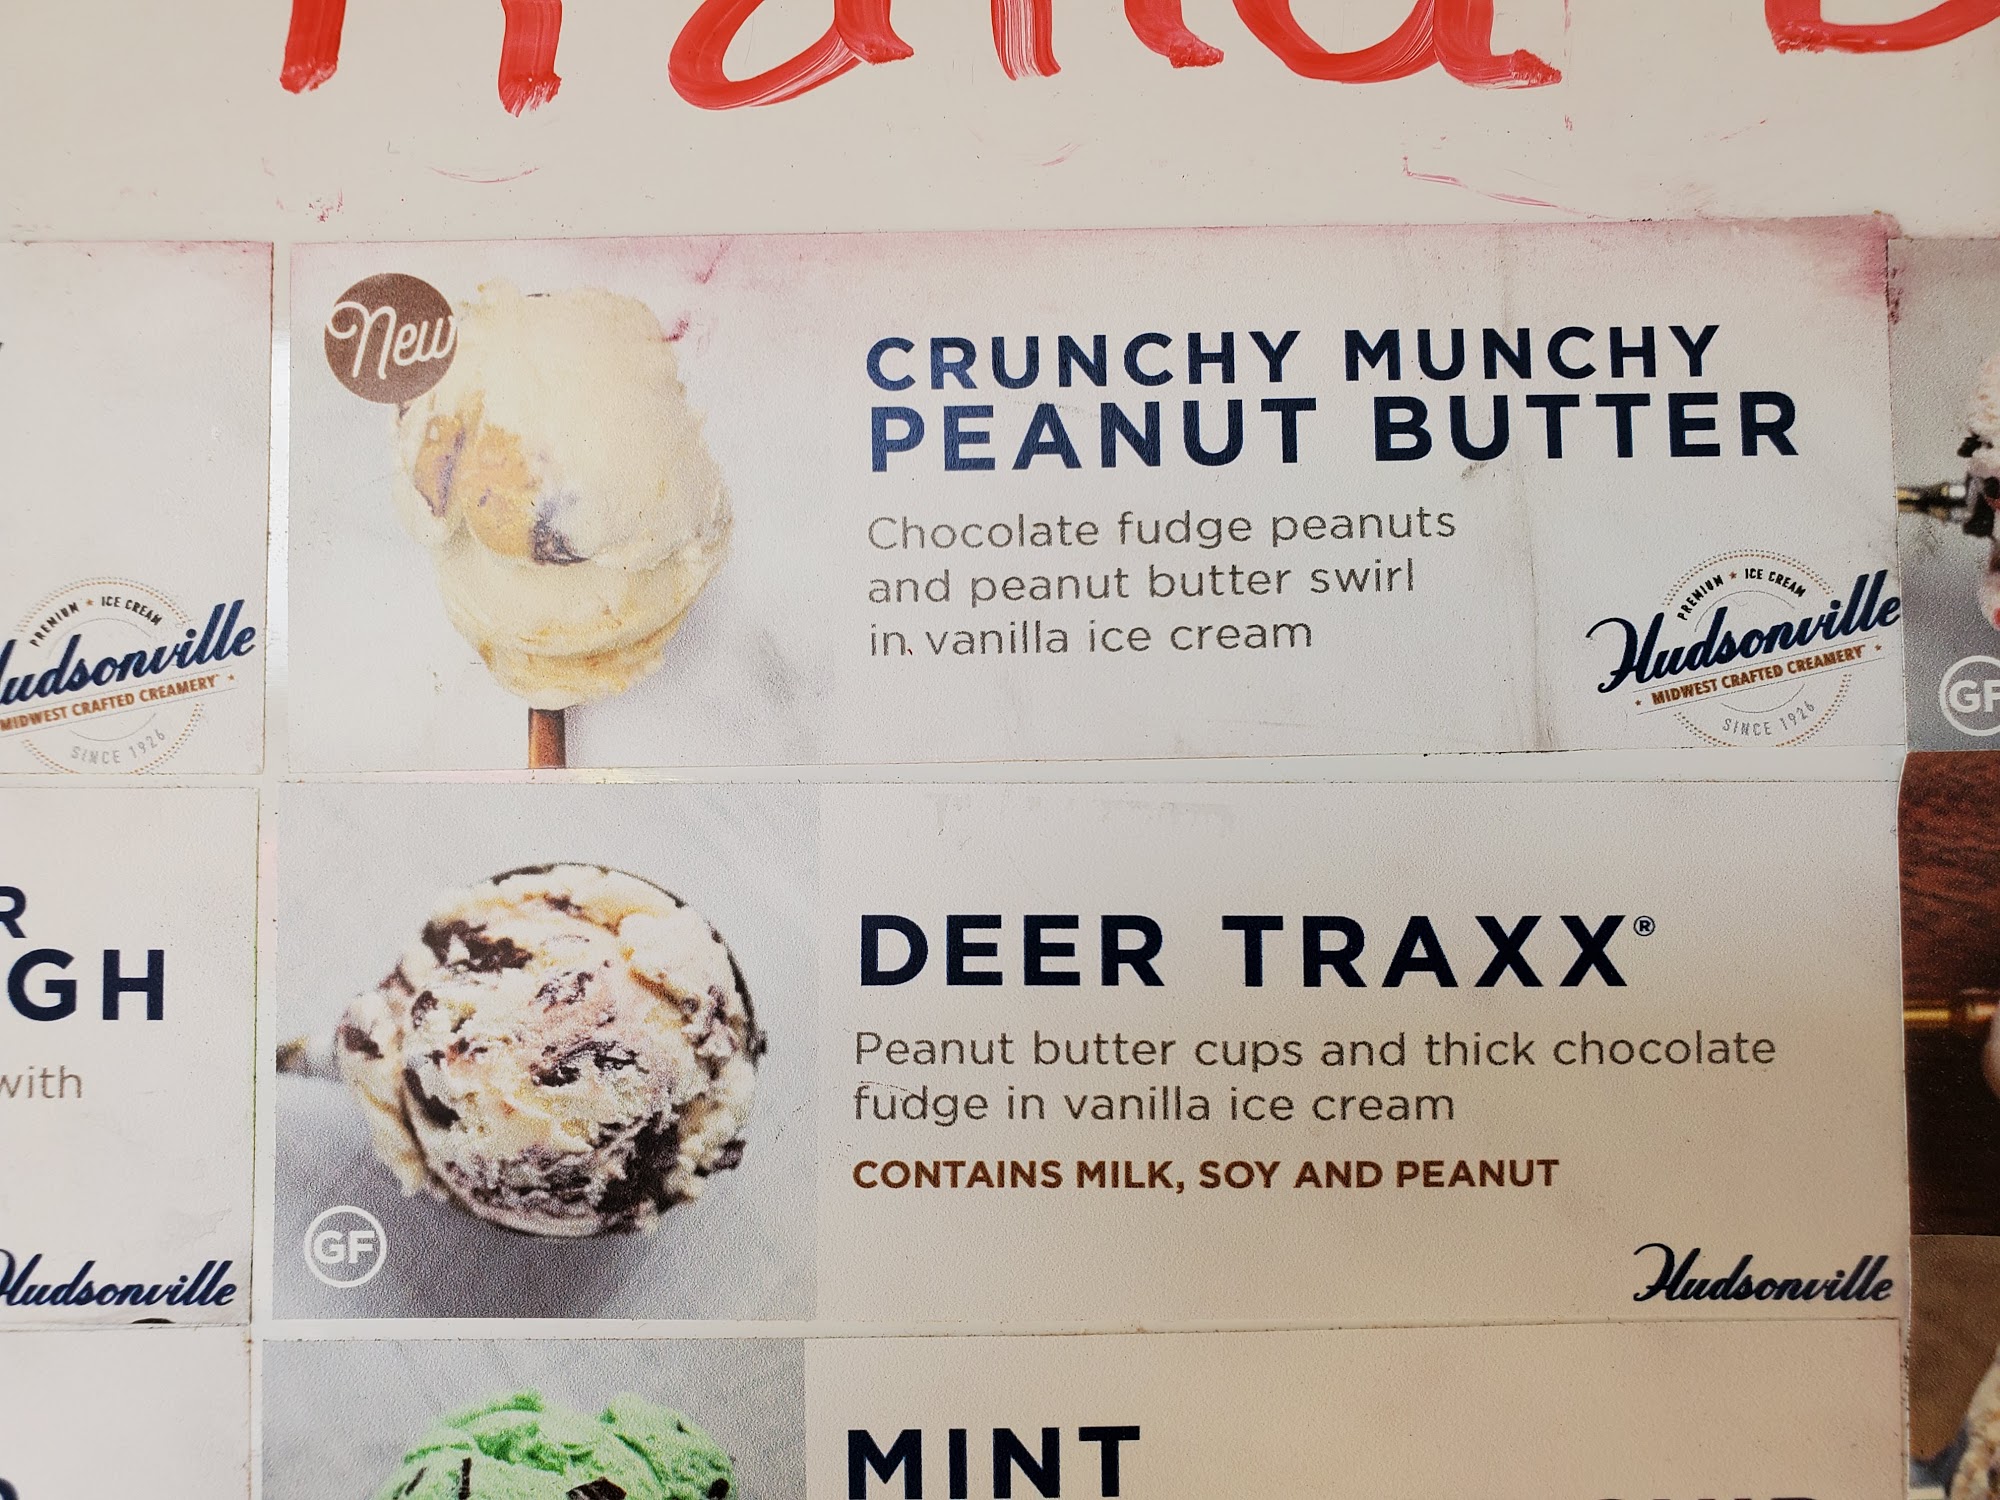 New
CRUNCHY MUNCHY
PEANUT BUTTER
Chocolate fudge peanuts
and peanut butter swirl
in vanilla ice cream
PREMIUM ★ ICE CREAM
Hudsonville
★ MIDWEST CRAFTED CREAMERY ★
SINCE 1926
PREMIUM ★ ICE CREAM
Hudsonville
MIDWEST CRAFTED CREAMERY ★
SINCE 1926
GF
R
GH
with
Hudsonville
DEER TRAXX®
Peanut butter cups and thick chocolate
fudge in vanilla ice cream
CONTAINS MILK, SOY AND PEANUT
GF
Hudsonville
MINT